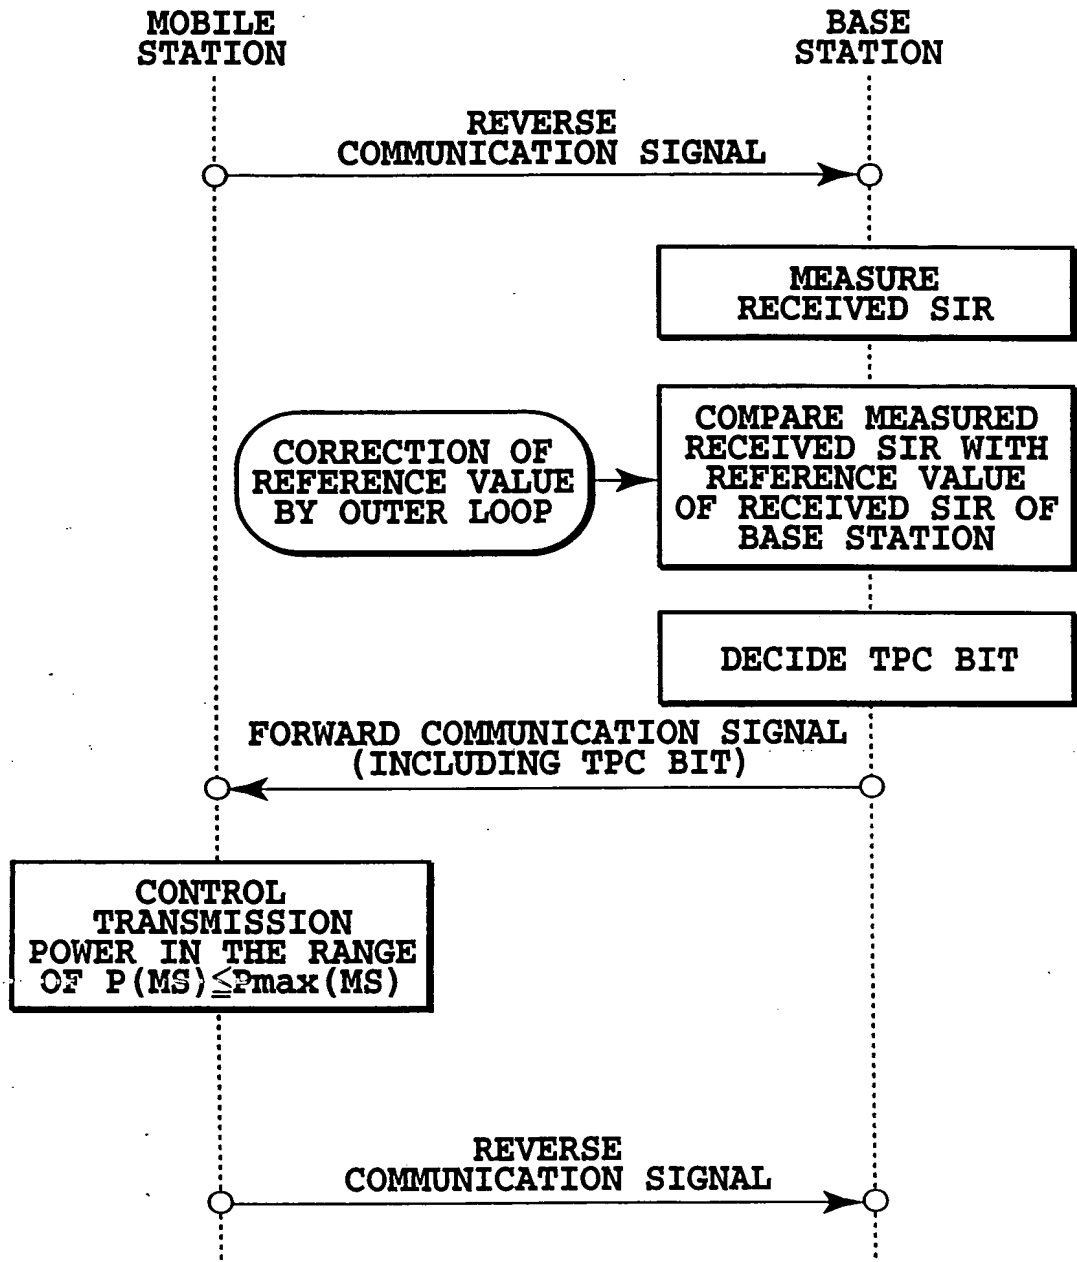 MOBILE
STATION
BASE
STATION
REVERSE
COMMUNICATION SIGNAL
MEASURE
RECEIVED SIR
CORRECTION OF
REFERENCE VALUE
BY OUTER LOOP
COMPARE MEASURED
RECEIVED SIR WITH
REFERENCE VALUE
OF RECEIVED SIR OF
BASE STATION
DECIDE TPC BIT
FORWARD COMMUNICATION SIGNAL
(INCLUDING TPC BIT)
CONTROL
TRANSMISSION
POWER IN THE RANGE
OF P(MS)≦Pmax(MS)
REVERSE
COMMUNICATION SIGNAL